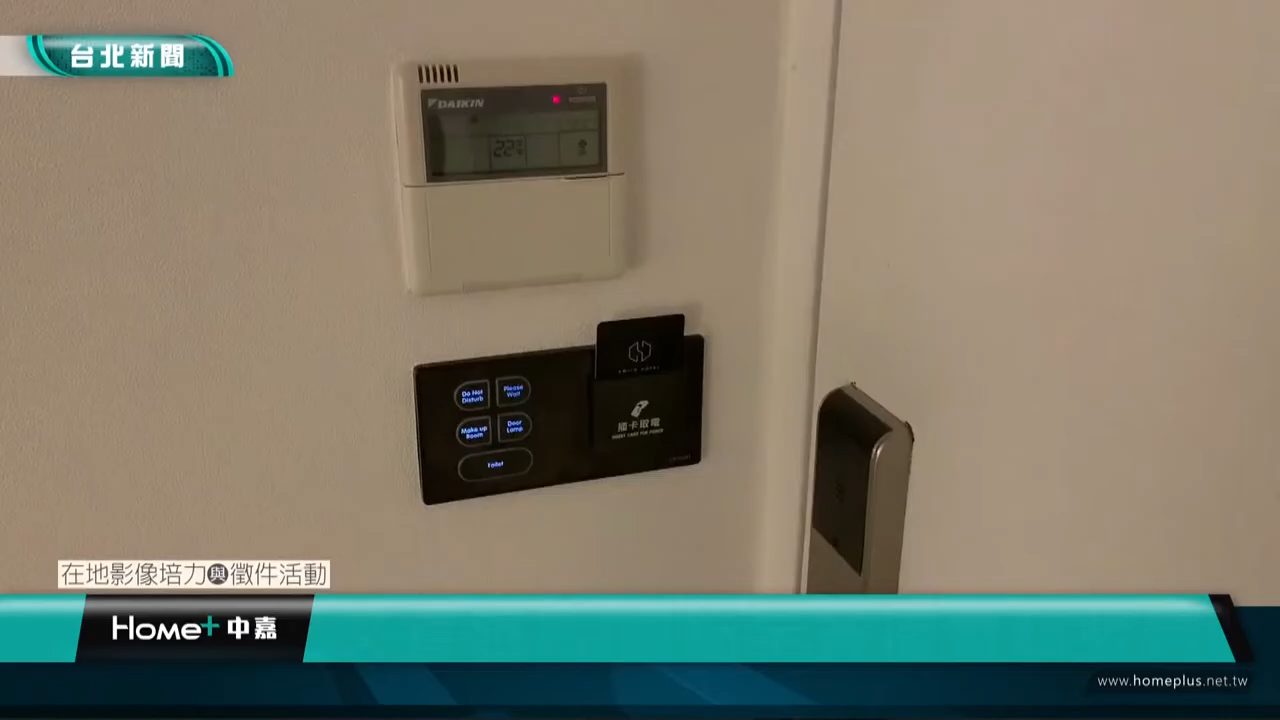 台北新聞
DAIKIN
22
Do Not
Disturb
Please
Wait
Make up
Room
Door
Lamp
Toilet
插卡取電
INSERT CARD FOR POWER
在地影像培力與徵件活動
Home+ 中嘉
www.homeplus.net.tw